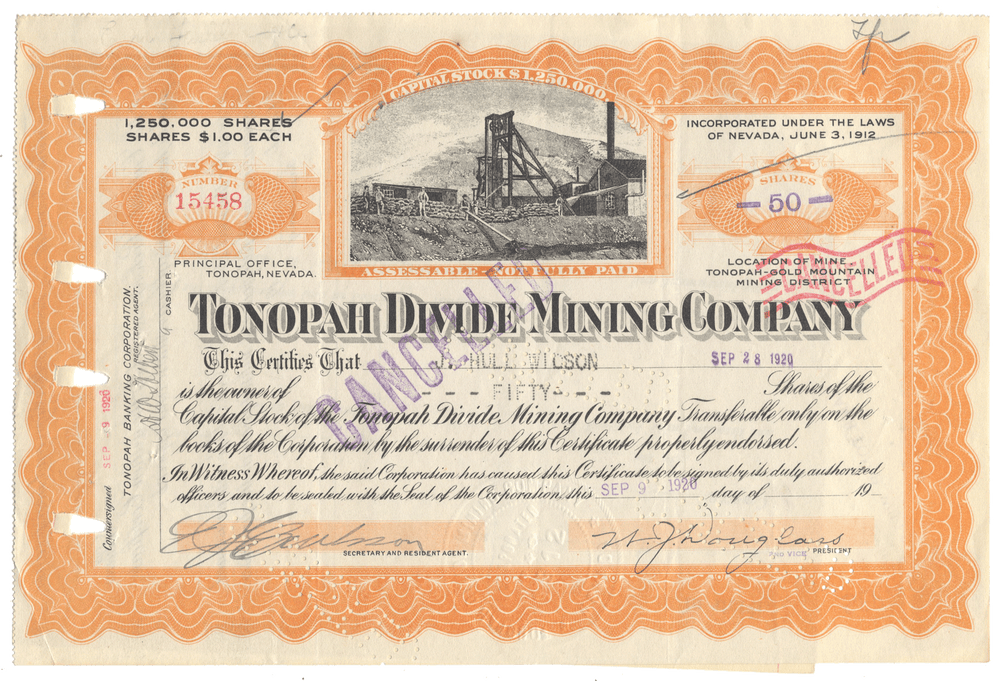 CAPITAL STOCK $1,250,000
1,250,000 SHARES
SHARES $1.00 EACH
INCORPORATED UNDER THE LAWS
OF NEVADA, JUNE 3, 1912
NUMBER
15458
SHARES
50
PRINCIPAL OFFICE,
TONOPAH, NEVADA.
ASSESSABLE NOT FULLY PAID
LOCATION OF MINE
TONOPAH-GOLD MOUNTAIN
MINING DISTRICT
CANCELLED
TONOPAH DIVIDE MINING COMPANY
CANCELLED
This Certifies That J. HULL WILSON SEP 28 1920
is the owner of - - - FIFTY - - - Shares of the
Capital Stock of the Tonopah Divide Mining Company Transferable only on the
books of the Corporation by the surrender of this Certificate properly endorsed.
In Witness Whereof, the said Corporation has caused this Certificate to be signed by its duly authorized
officers and to be sealed with the Seal of the Corporation, this SEP 9 1920 day of 19
SECRETARY AND RESIDENT AGENT.
H. J. Douglass
2ND VICE PRESIDENT
Countersigned SEP 9 1920
TONOPAH BANKING CORPORATION.
REGISTERED AGENT.
CASHIER